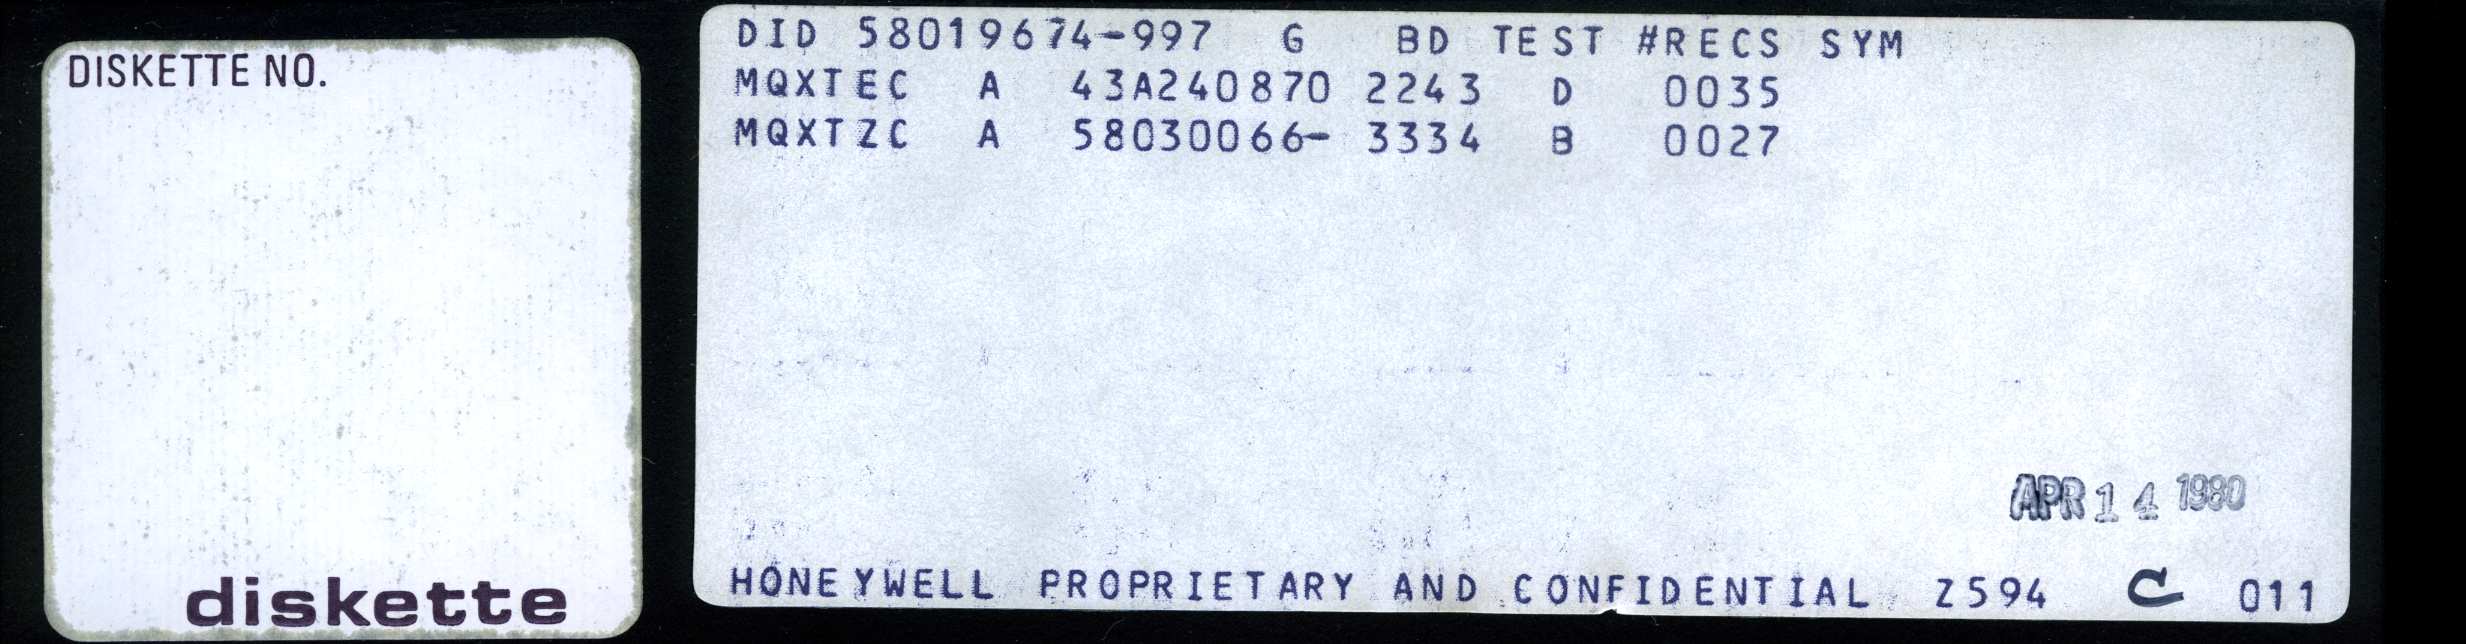 DISKETTE NO.
diskette
DID 58019674-997 G BD TEST #RECS SYM
MQXTEC A 43A240870 2243 D 0035
MQXTZC A 58030066- 3334 B 0027
APR 14 1980
HONEYWELL PROPRIETARY AND CONFIDENTIAL Z594 C 011